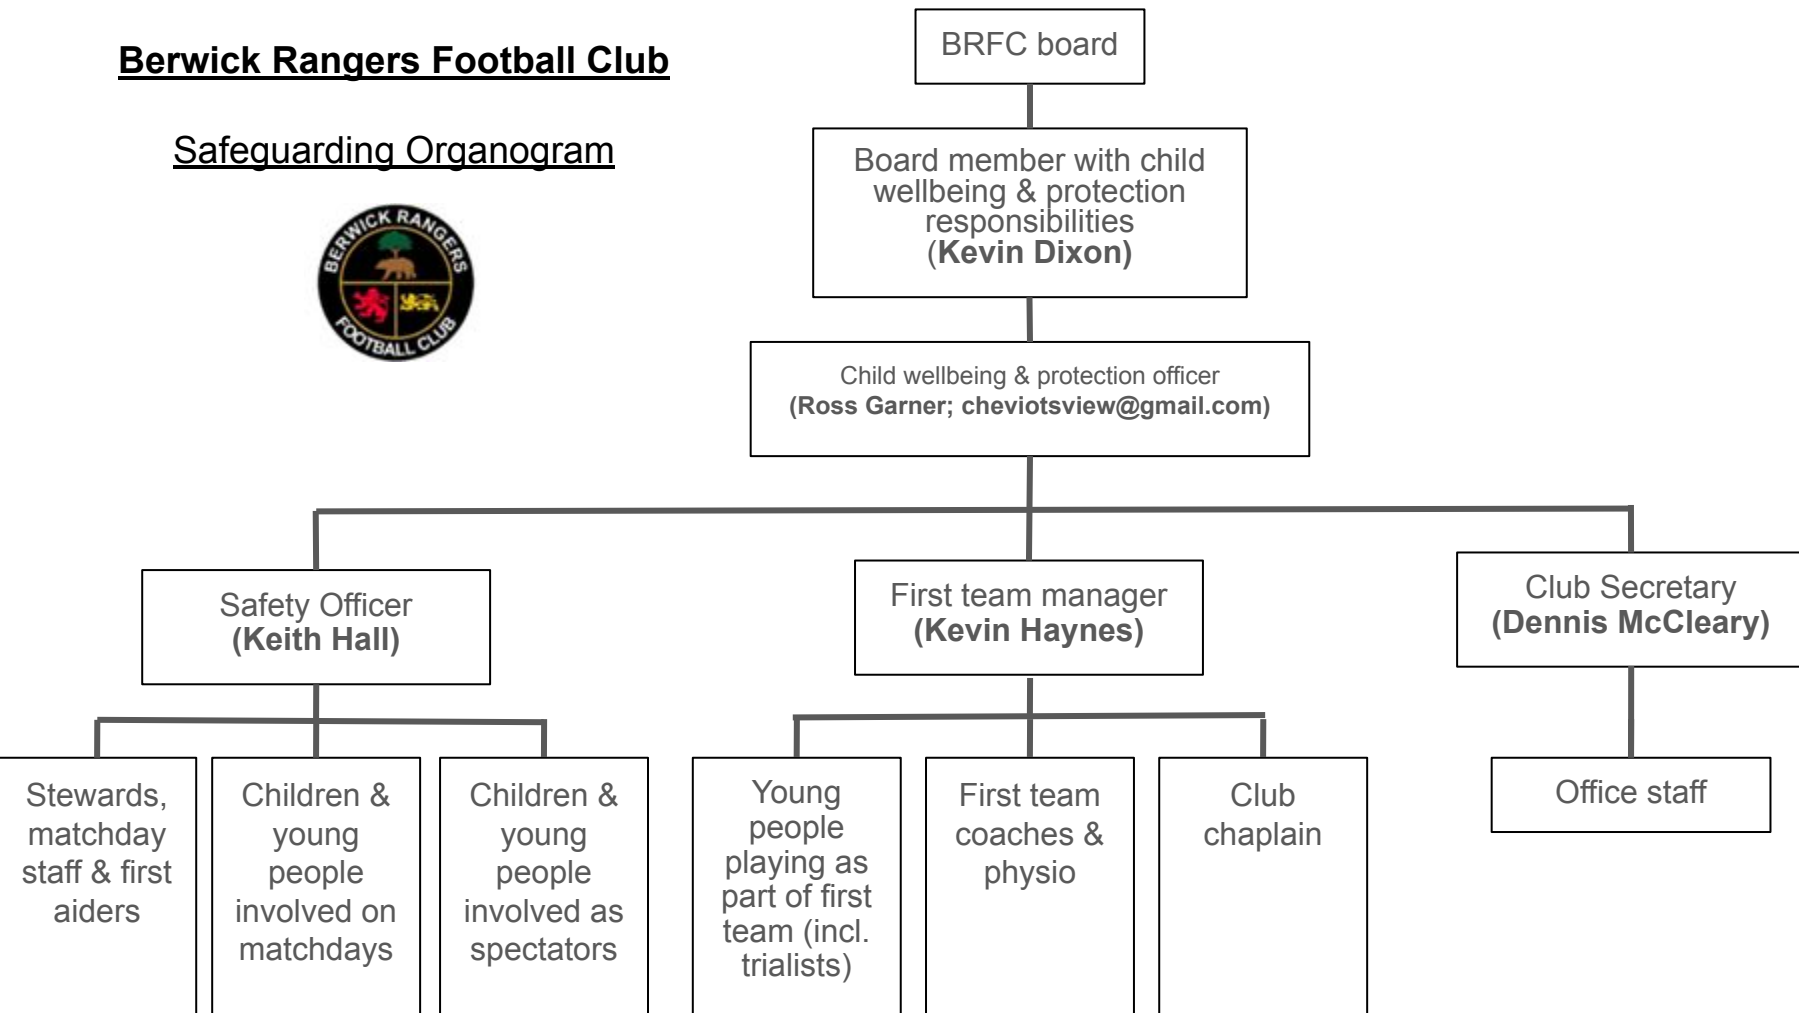 Berwick Rangers Football Club
Safeguarding Organogram
BERWICK RANGERS
FOOTBALL CLUB
BRFC board
Board member with child
wellbeing & protection
responsibilities
(Kevin Dixon)
Child wellbeing & protection officer
(Ross Garner; cheviotsview@gmail.com)
Safety Officer
(Keith Hall)
First team manager
(Kevin Haynes)
Club Secretary
(Dennis McCleary)
Stewards,
matchday
staff & first
aiders
Children &
young
people
involved on
matchdays
Children &
young
people
involved as
spectators
Young
people
playing as
part of first
team (incl.
trialists)
First team
coaches &
physio
Club
chaplain
Office staff